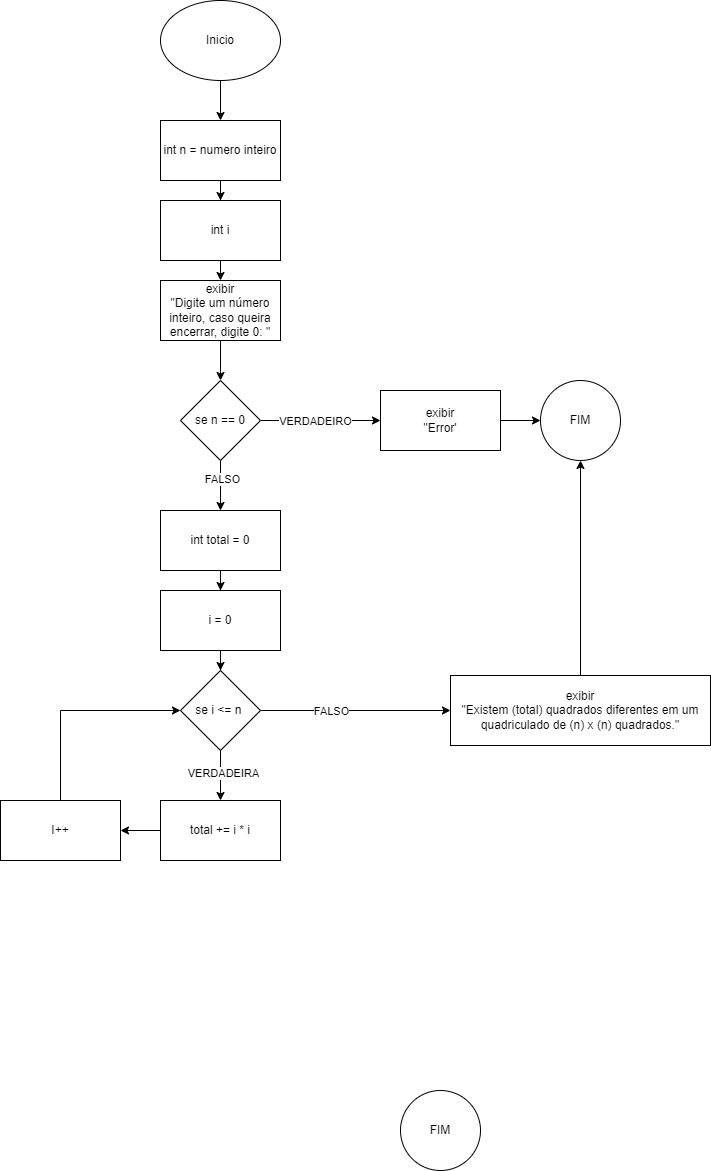 Inicio
int n = numero inteiro
int i
exibir
"Digite um número
inteiro, caso queira
encerrar, digite 0: "
se n == 0
VERDADEIRO
exibir
"Error'
FIM
FALSO
int total = 0
i = 0
se i <= n
FALSO
exibir
"Existem (total) quadrados diferentes em um
quadriculado de (n) x (n) quadrados."
VERDADEIRA
I++
total += i * i
FIM